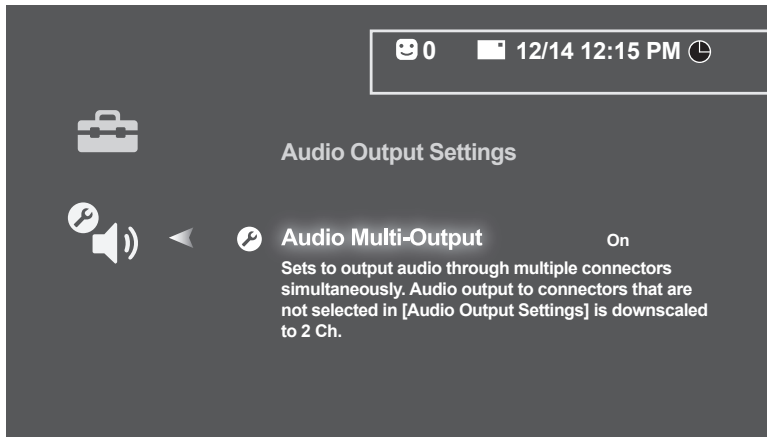 0 12/14 12:15 PM
Audio Output Settings
Audio Multi-Output On
Sets to output audio through multiple connectors
simultaneously. Audio output to connectors that are
not selected in [Audio Output Settings] is downscaled
to 2 Ch.